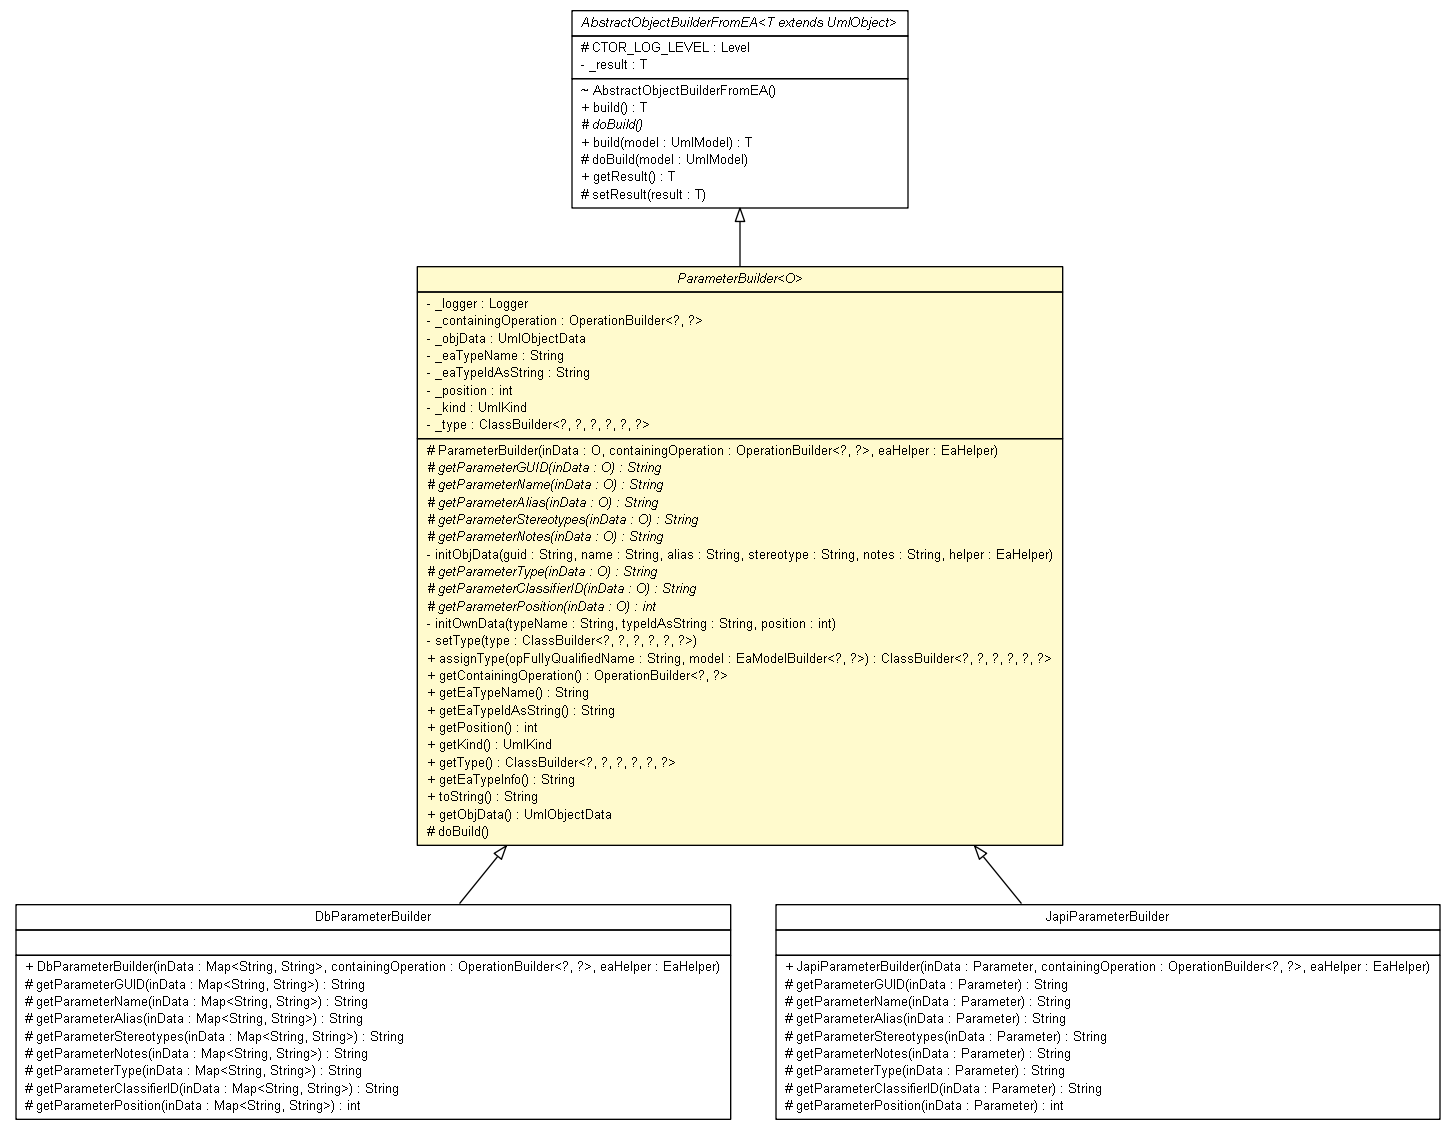 AbstractObjectBuilderFromEA<T extends UmlObject>
# CTOR_LOG_LEVEL : Level
- _result : T
~ AbstractObjectBuilderFromEA()
+ build() : T
# doBuild()
+ build(model : UmlModel) : T
# doBuild(model : UmlModel)
+ getResult() : T
# setResult(result : T)
ParameterBuilder<O>
- _logger : Logger
- _containingOperation : OperationBuilder<?, ?>
- _objData : UmlObjectData
- _eaTypeName : String
- _eaTypeIdAsString : String
- _position : int
- _kind : UmlKind
- _type : ClassBuilder<?, ?, ?, ?, ?, ?>
# ParameterBuilder(inData : O, containingOperation : OperationBuilder<?, ?>, eaHelper : EaHelper)
# getParameterGUID(inData : O) : String
# getParameterName(inData : O) : String
# getParameterAlias(inData : O) : String
# getParameterStereotypes(inData : O) : String
# getParameterNotes(inData : O) : String
- initObjData(guid : String, name : String, alias : String, stereotype : String, notes : String, helper : EaHelper)
# getParameterType(inData : O) : String
# getParameterClassifierID(inData : O) : String
# getParameterPosition(inData : O) : int
- initOwnData(typeName : String, typeIdAsString : String, position : int)
- setType(type : ClassBuilder<?, ?, ?, ?, ?, ?>)
+ assignType(opFullyQualifiedName : String, model : EaModelBuilder<?, ?>) : ClassBuilder<?, ?, ?, ?, ?, ?>
+ getContainingOperation() : OperationBuilder<?, ?>
+ getEaTypeName() : String
+ getEaTypeIdAsString() : String
+ getPosition() : int
+ getKind() : UmlKind
+ getType() : ClassBuilder<?, ?, ?, ?, ?, ?>
+ getEaTypeInfo() : String
+ toString() : String
+ getObjData() : UmlObjectData
# doBuild()
DbParameterBuilder
+ DbParameterBuilder(inData : Map<String, String>, containingOperation : OperationBuilder<?, ?>, eaHelper : EaHelper)
# getParameterGUID(inData : Map<String, String>) : String
# getParameterName(inData : Map<String, String>) : String
# getParameterAlias(inData : Map<String, String>) : String
# getParameterStereotypes(inData : Map<String, String>) : String
# getParameterNotes(inData : Map<String, String>) : String
# getParameterType(inData : Map<String, String>) : String
# getParameterClassifierID(inData : Map<String, String>) : String
# getParameterPosition(inData : Map<String, String>) : int
JapiParameterBuilder
+ JapiParameterBuilder(inData : Parameter, containingOperation : OperationBuilder<?, ?>, eaHelper : EaHelper)
# getParameterGUID(inData : Parameter) : String
# getParameterName(inData : Parameter) : String
# getParameterAlias(inData : Parameter) : String
# getParameterStereotypes(inData : Parameter) : String
# getParameterNotes(inData : Parameter) : String
# getParameterType(inData : Parameter) : String
# getParameterClassifierID(inData : Parameter) : String
# getParameterPosition(inData : Parameter) : int